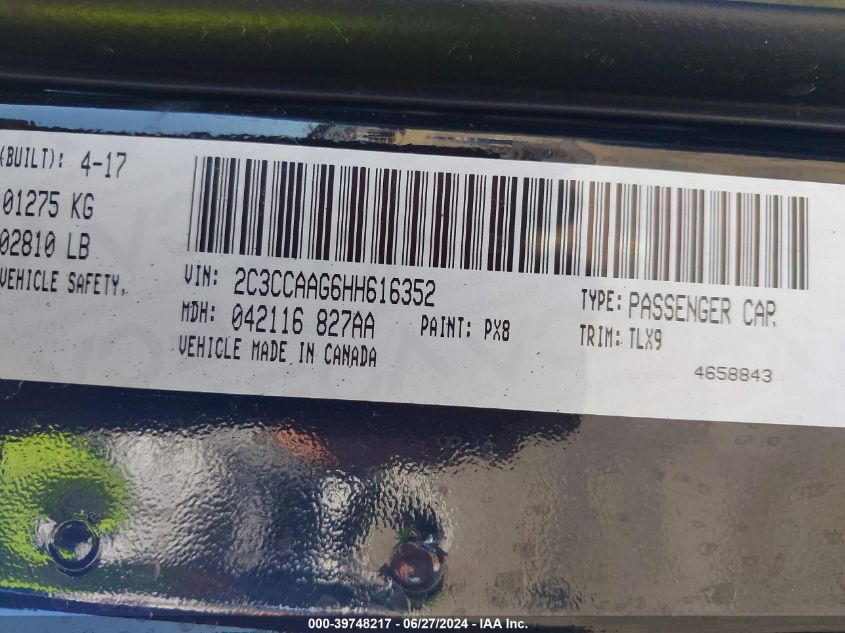 (BUILT): 4-17
01275 KG
02810 LB
VEHICLE SAFETY,
VIN: 2C3CCAAG6HH616352
TYPE: PASSENGER CAR
MDH: 042116 827AA PAINT: PX8 TRIM: TLX9
VEHICLE MADE IN CANADA
4658843
000-39748217 - 06/27/2024 - IAA Inc.